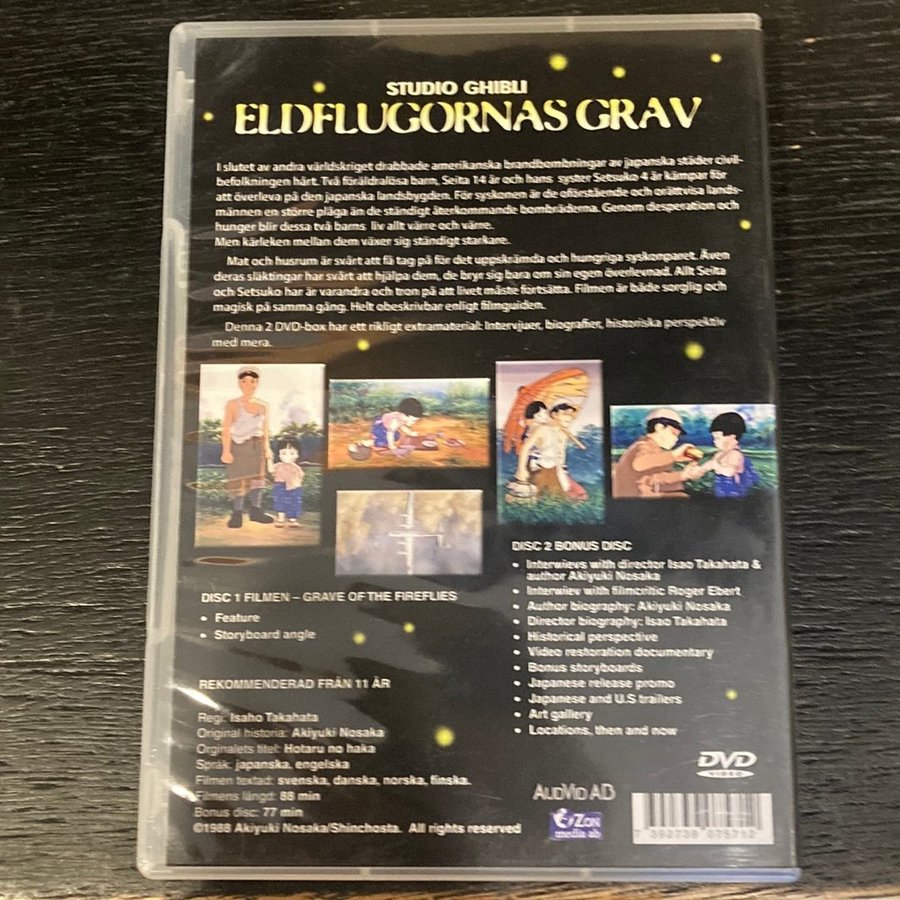 STUDIO GHIBLI
ELDFLUGORNAS GRAV
I slutet av andra världskriget drabbade amerikanska brandbombningar av japanska städer civil-
befolkningen hårt. Två föräldralösa barn, Seita 14 år och hans syster Setsuko 4 år kämpar för
att överleva på den japanska landsbygden. För syskonen är de oförstående och orättvisa lands-
männen en större plåga än de ständigt återkommande bombräderna. Genom desperation och
hunger blir dessa två barns liv allt värre och värre.
Men kärleken mellan dem växer sig ständigt starkare.
Mat och husrum är svårt att få tag på för det uppskrämda och hungriga syskonparet. Även
deras släktingar har svårt att hjälpa dem, de bryr sig bara om sin egen överlevnad. Allt Seita
och Setsuko har är varandra och tron på att livet måste fortsätta. Filmen är både sorglig och
magisk på samma gång. Helt obeskrivbar enligt filmguiden.
Denna 2 DVD-box har ett rikligt extramaterial: Intervjuer, biografier, historiska perspektiv
med mera.
DISC 1 FILMEN – GRAVE OF THE FIREFLIES
• Feature
• Storyboard angle
REKOMMENDERAD FRÅN 11 ÅR
Regi: Isaho Takahata
Original historia: Akiyuki Nosaka
Orginalets titel: Hotaru no haka
Språk: japanska, engelska
Filmen textad: svenska, danska, norska, finska.
Filmens längd: 88 min
Bonus disc: 77 min
©1988 Akiyuki Nosaka/Shinchosta. All rights reserved
DISC 2 BONUS DISC
• Interwievs with director Isao Takahata &
author Akiyuki Nosaka
• Interwiev with filmcritic Roger Ebert
• Author biography: Akiyuki Nosaka
• Director biography: Isao Takahata
• Historical perspective
• Video restoration documentary
• Bonus storyboards
• Japanese release promo
• Japanese and U.S trailers
• Art gallery
• Locations, then and now
DVD
VIDEO
AUDVID AB
ZON
media ab
7 392739 075712